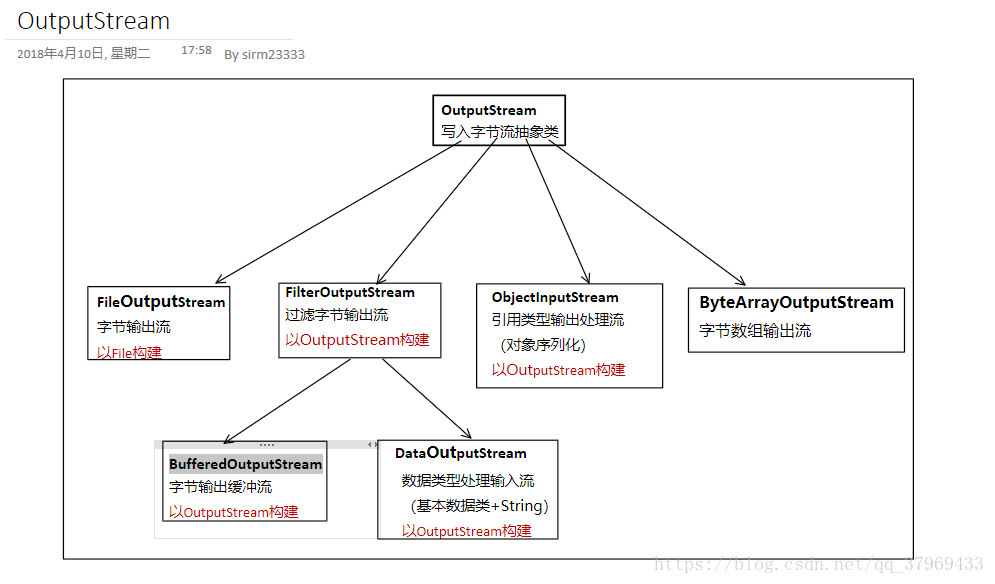 OutputStream
2018年4月10日, 星期二 17:58 By sirm23333
OutputStream
写入字节流抽象类
FileOutputStream
字节输出流
以File构建
FilterOutputStream
过滤字节输出流
以OutputStream构建
ObjectInputStream
引用类型输出处理流
（对象序列化）
以OutputStream构建
ByteArrayOutputStream
字节数组输出流
BufferedOutputStream
字节输出缓冲流
以OutputStream构建
DataOutputStream
数据类型处理输入流
（基本数据类+String）
以OutputStream构建
https://blog.csdn.net/qq_37969433